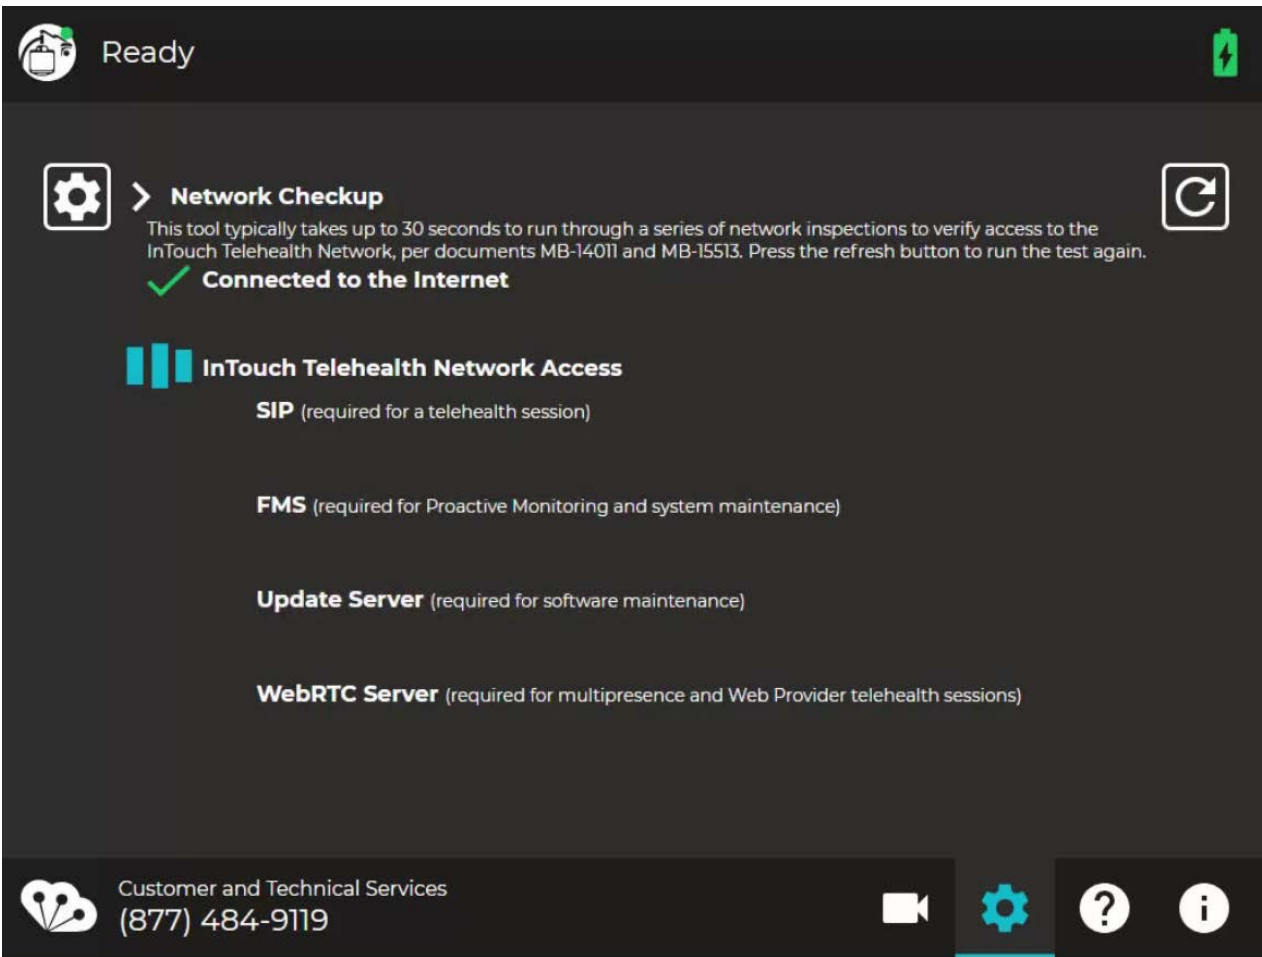 Ready
Network Checkup
This tool typically takes up to 30 seconds to run through a series of network inspections to verify access to the
InTouch Telehealth Network, per documents MB-14011 and MB-15513. Press the refresh button to run the test again.
Connected to the Internet
InTouch Telehealth Network Access
SIP (required for a telehealth session)
FMS (required for Proactive Monitoring and system maintenance)
Update Server (required for software maintenance)
WebRTC Server (required for multipresence and Web Provider telehealth sessions)
Customer and Technical Services
(877) 484-9119